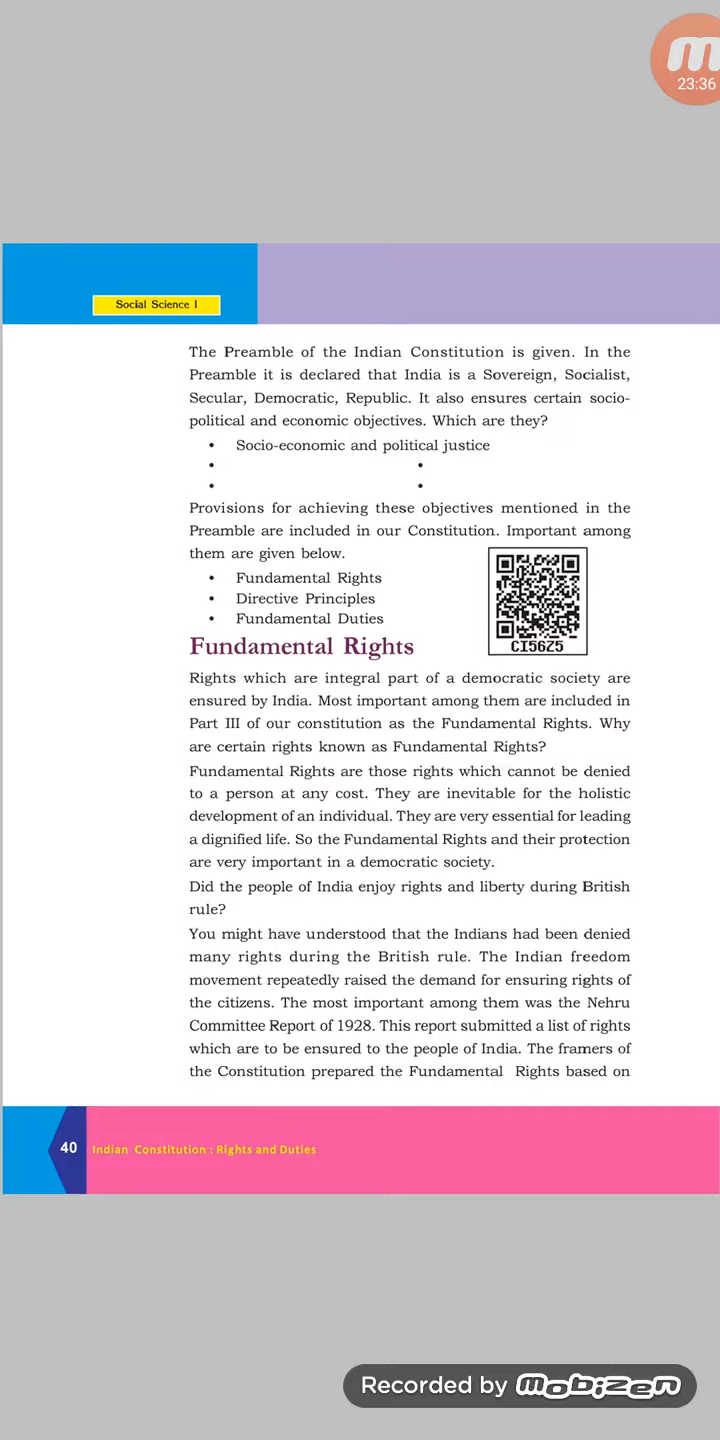 23:36
Social Science I
The Preamble of the Indian Constitution is given. In the
Preamble it is declared that India is a Sovereign, Socialist,
Secular, Democratic, Republic. It also ensures certain socio-
political and economic objectives. Which are they?
• Socio-economic and political justice
• •
• •
Provisions for achieving these objectives mentioned in the
Preamble are included in our Constitution. Important among
them are given below.
• Fundamental Rights
• Directive Principles
• Fundamental Duties
CI56Z5
Fundamental Rights
Rights which are integral part of a democratic society are
ensured by India. Most important among them are included in
Part III of our constitution as the Fundamental Rights. Why
are certain rights known as Fundamental Rights?
Fundamental Rights are those rights which cannot be denied
to a person at any cost. They are inevitable for the holistic
development of an individual. They are very essential for leading
a dignified life. So the Fundamental Rights and their protection
are very important in a democratic society.
Did the people of India enjoy rights and liberty during British
rule?
You might have understood that the Indians had been denied
many rights during the British rule. The Indian freedom
movement repeatedly raised the demand for ensuring rights of
the citizens. The most important among them was the Nehru
Committee Report of 1928. This report submitted a list of rights
which are to be ensured to the people of India. The framers of
the Constitution prepared the Fundamental Rights based on
40 Indian Constitution : Rights and Duties
Recorded by mobizen